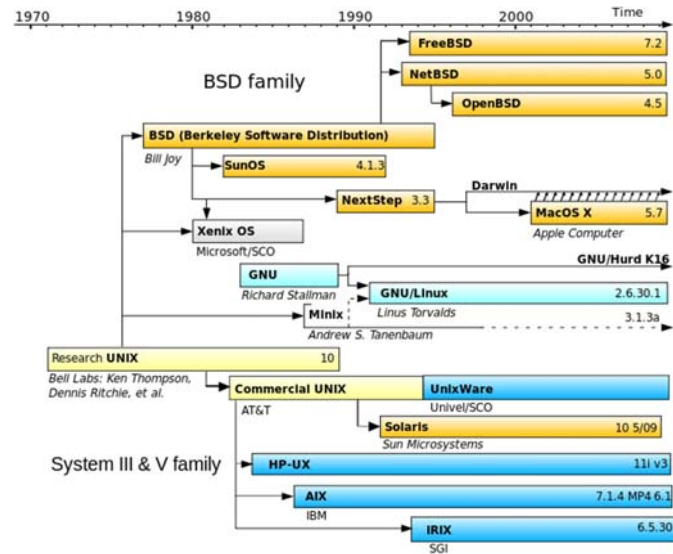 1970 1980 1990 2000 Time
FreeBSD 7.2
BSD family
NetBSD 5.0
OpenBSD 4.5
BSD (Berkeley Software Distribution)
Bill Joy
SunOS 4.1.3
Darwin
NextStep 3.3
MacOS X 5.7
Apple Computer
Xenix OS
Microsoft/SCO
GNU/Hurd K16
GNU
Richard Stallman
GNU/Linux 2.6.30.1
Linus Torvalds
Minix 3.1.3a
Andrew S. Tanenbaum
Research UNIX 10
Bell Labs: Ken Thompson,
Dennis Ritchie, et al.
Commercial UNIX UnixWare
AT&T Univel/SCO
Solaris 10 5/09
Sun Microsystems
System III & V family
HP-UX 11i v3
AIX 7.1.4 MP4 6.1
IBM
IRIX 6.5.30
SGI